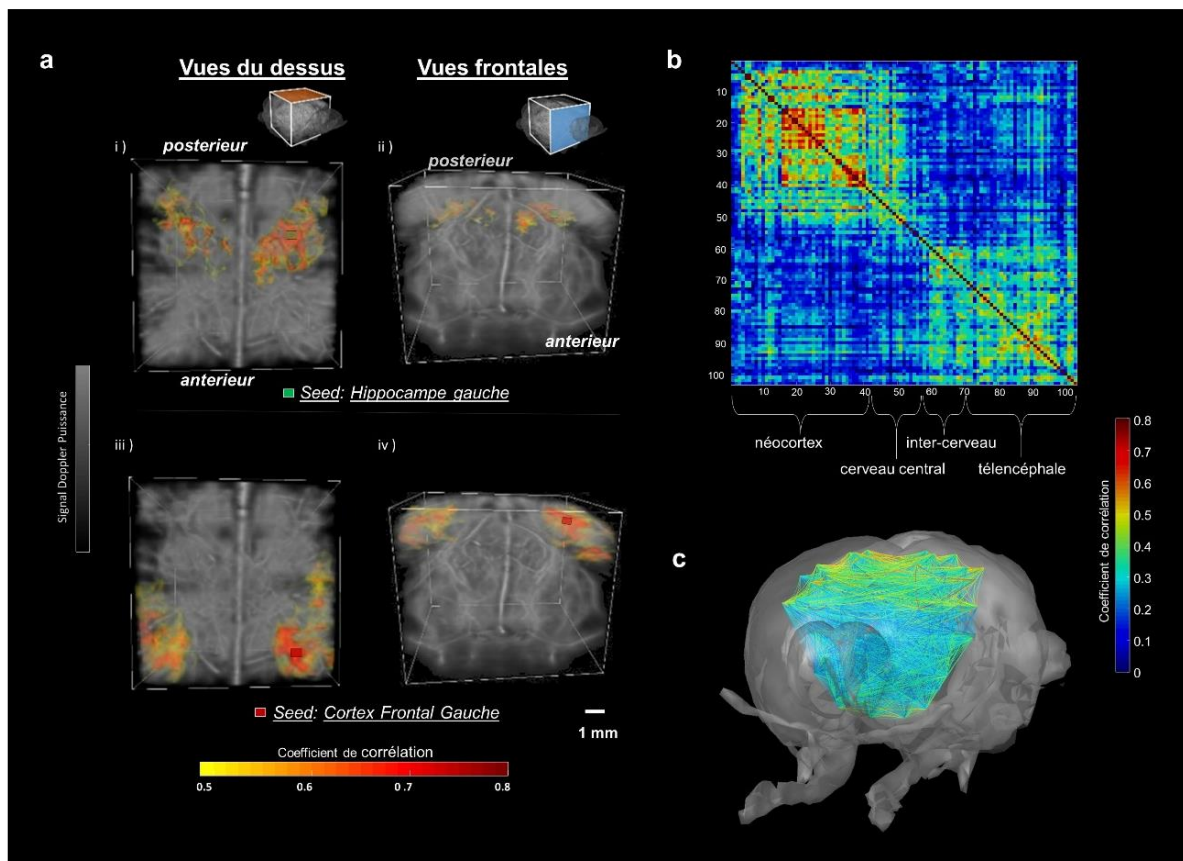 a
Vues du dessus
Vues frontales
i )
posterieur
anterieur
ii )
posterieur
anterieur
Seed: Hippocampe gauche
Signal Doppler Puissance
iii )
iv )
Seed: Cortex Frontal Gauche
1 mm
Coefficient de corrélation
0.5 0.6 0.7 0.8
b
10
20
30
40
50
60
70
80
90
100
10 20 30 40 50 60 70 80 90 100
néocortex
inter-cerveau
cerveau central
télencéphale
c
Coefficient de corrélation
0.8
0.7
0.6
0.5
0.4
0.3
0.2
0.1
0